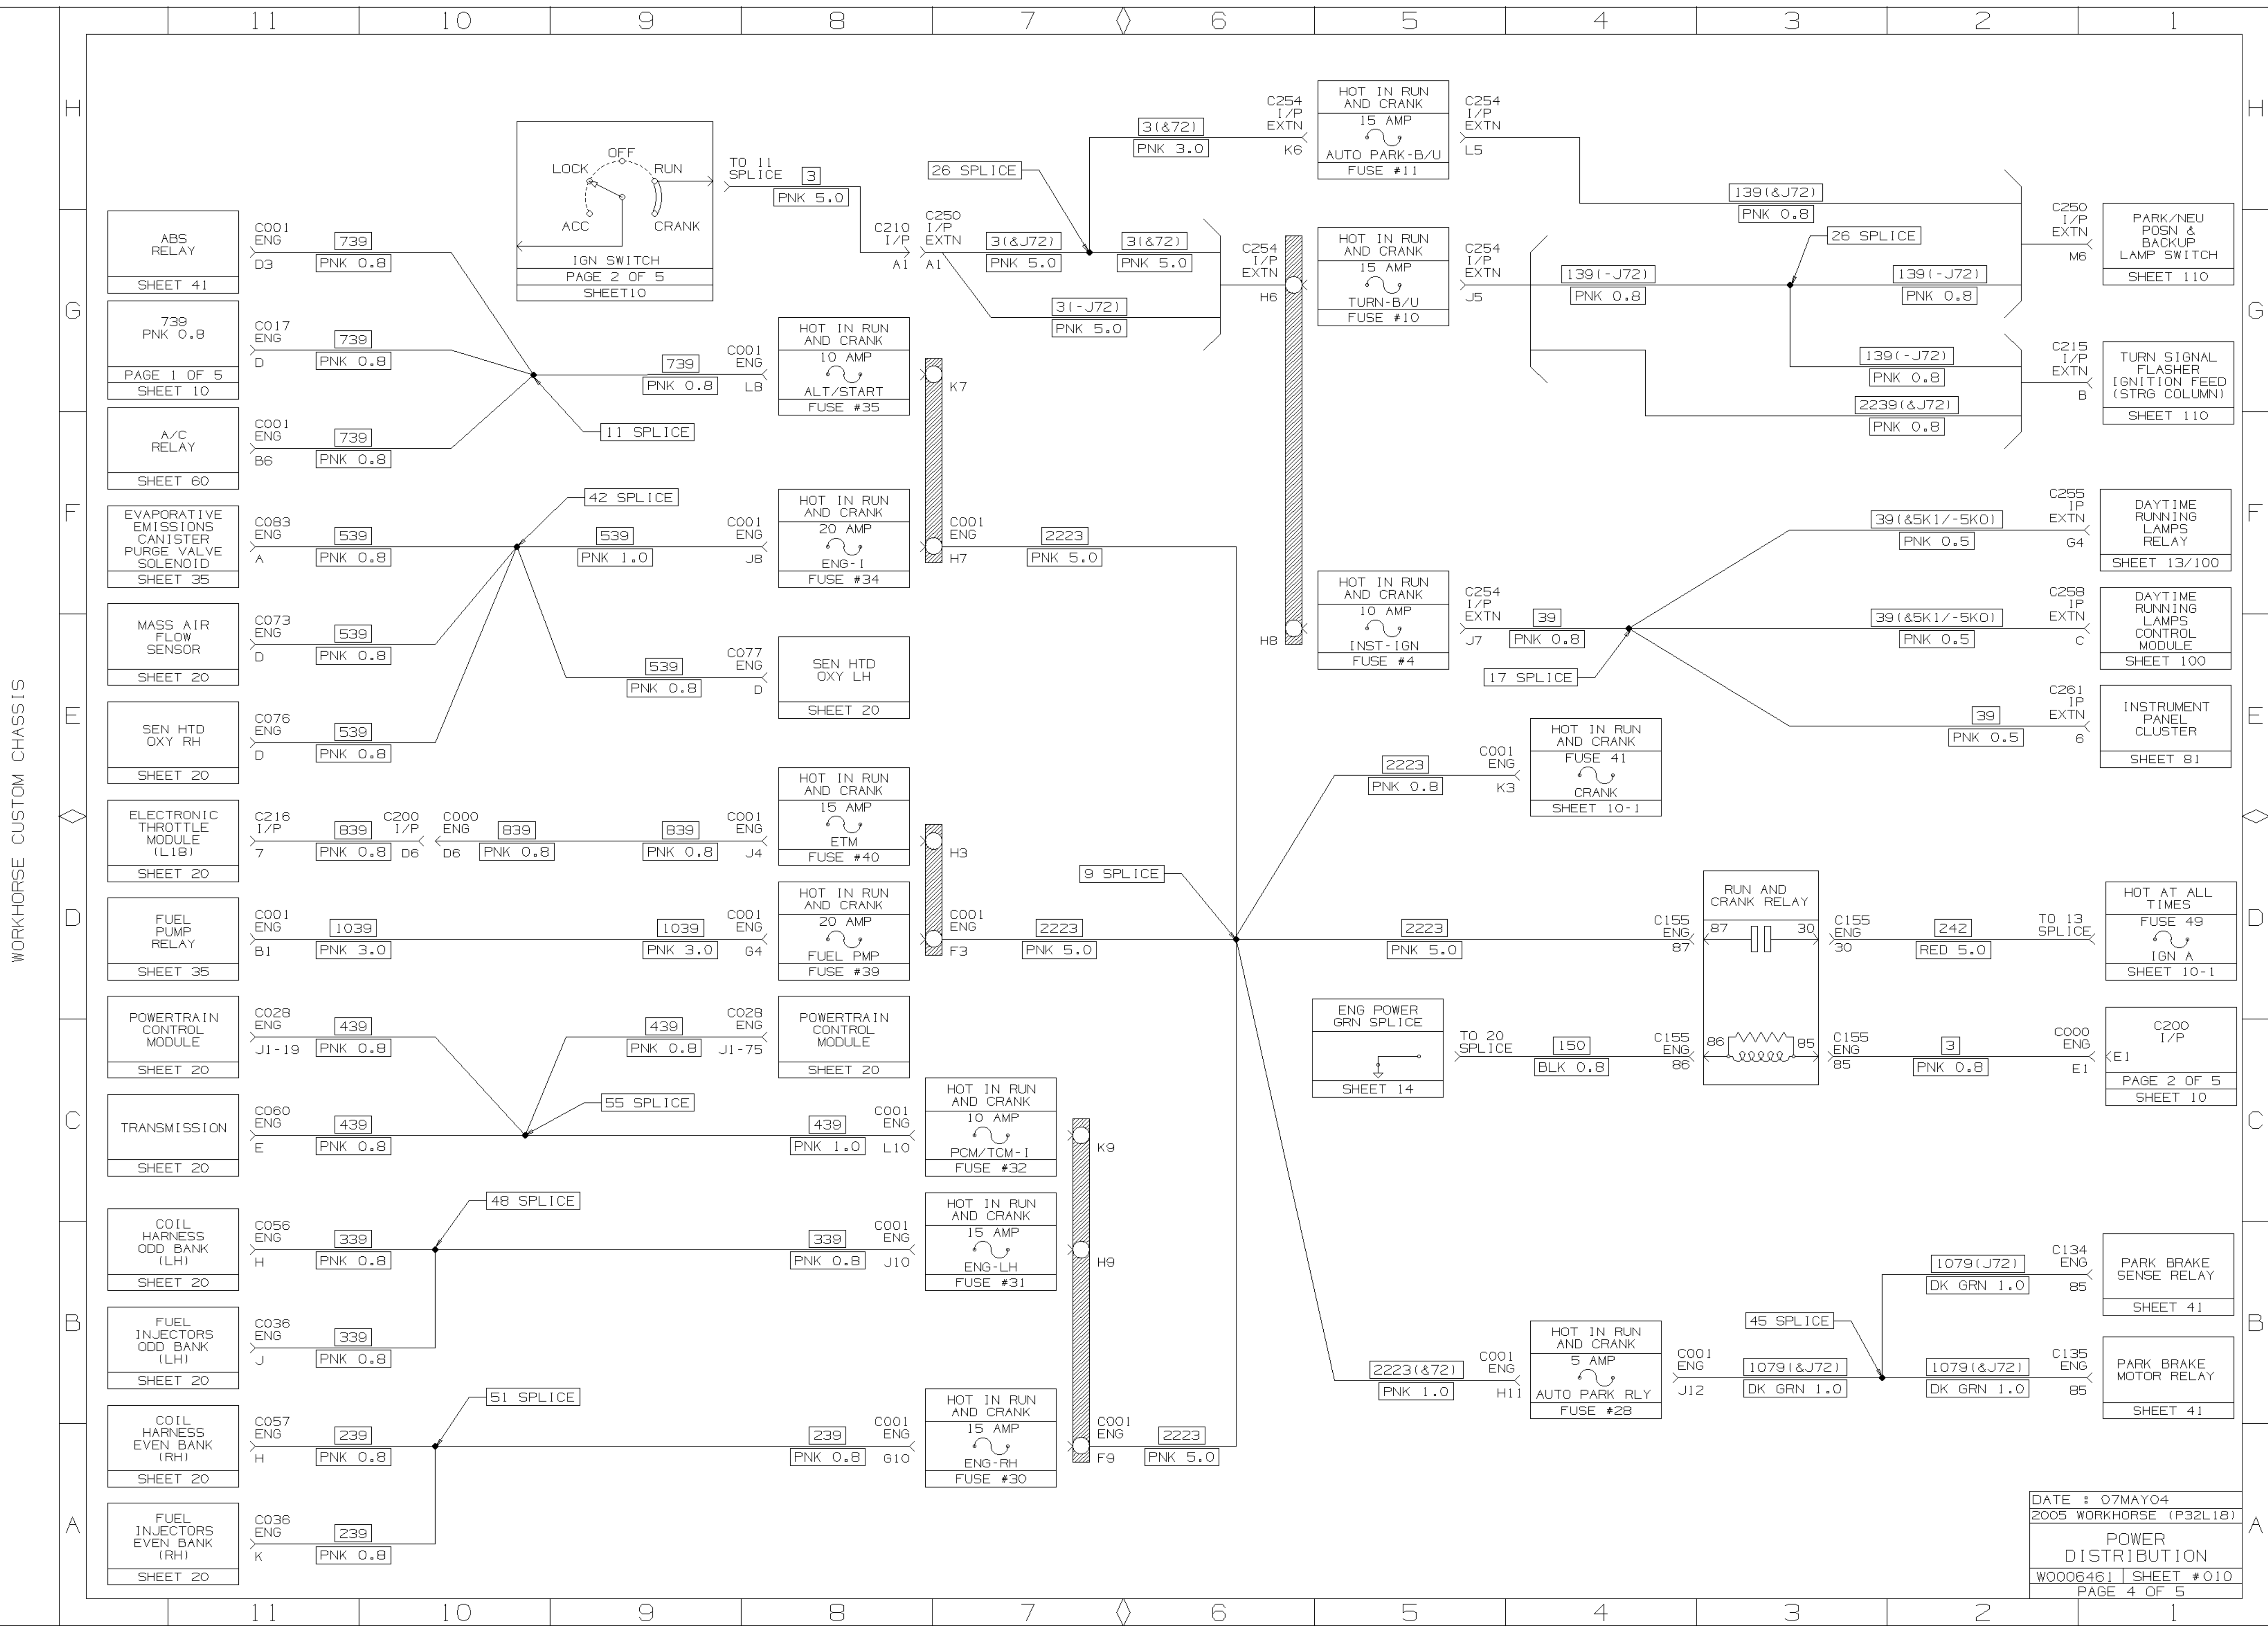 11 10 9 8 7 6 5 4 3 2 1
H
G
F
E
D
C
B
A
WORKHORSE CUSTOM CHASSIS
ABS
RELAY
SHEET 41
C001
ENG
D3
739
PNK 0.8
739
PNK 0.8
PAGE 1 OF 5
SHEET 10
C017
ENG
D
739
PNK 0.8
A/C
RELAY
SHEET 60
C001
ENG
B6
739
PNK 0.8
11 SPLICE
739
PNK 0.8
C001
ENG
L8
HOT IN RUN
AND CRANK
10 AMP
ALT/START
FUSE #35
K7
LOCK
OFF
RUN
ACC
CRANK
IGN SWITCH
PAGE 2 OF 5
SHEET10
TO 11
SPLICE
3
PNK 5.0
C210
I/P
A1
C250
I/P
EXTN
A1
26 SPLICE
3(&J72)
PNK 5.0
3(-J72)
PNK 5.0
3(&72)
PNK 3.0
3(&72)
PNK 5.0
C254
I/P
EXTN
K6
HOT IN RUN
AND CRANK
15 AMP
AUTO PARK-B/U
FUSE #11
C254
I/P
EXTN
L5
C254
I/P
EXTN
H6
HOT IN RUN
AND CRANK
15 AMP
TURN-B/U
FUSE #10
C254
I/P
EXTN
J5
139(&J72)
PNK 0.8
139(-J72)
PNK 0.8
26 SPLICE
139(-J72)
PNK 0.8
139(-J72)
PNK 0.8
2239(&J72)
PNK 0.8
C250
I/P
EXTN
M6
PARK/NEU
POSN &
BACKUP
LAMP SWITCH
SHEET 110
C215
I/P
EXTN
B
TURN SIGNAL
FLASHER
IGNITION FEED
(STRG COLUMN)
SHEET 110
EVAPORATIVE
EMISSIONS
CANISTER
PURGE VALVE
SOLENOID
SHEET 35
C083
ENG
A
539
PNK 0.8
42 SPLICE
539
PNK 1.0
C001
ENG
J8
HOT IN RUN
AND CRANK
20 AMP
ENG-I
FUSE #34
C001
ENG
H7
2223
PNK 5.0
MASS AIR
FLOW
SENSOR
SHEET 20
C073
ENG
D
539
PNK 0.8
539
PNK 0.8
C077
ENG
D
SEN HTD
OXY LH
SHEET 20
SEN HTD
OXY RH
SHEET 20
C076
ENG
D
539
PNK 0.8
H8
HOT IN RUN
AND CRANK
10 AMP
INST-IGN
FUSE #4
C254
I/P
EXTN
J7
39
PNK 0.8
17 SPLICE
39(&5K1/-5K0)
PNK 0.5
C255
IP
EXTN
G4
DAYTIME
RUNNING
LAMPS
RELAY
SHEET 13/100
39(&5K1/-5K0)
PNK 0.5
C258
IP
EXTN
C
DAYTIME
RUNNING
LAMPS
CONTROL
MODULE
SHEET 100
39
PNK 0.5
C261
IP
EXTN
6
INSTRUMENT
PANEL
CLUSTER
SHEET 81
2223
PNK 0.8
C001
ENG
K3
HOT IN RUN
AND CRANK
FUSE 41
CRANK
SHEET 10-1
ELECTRONIC
THROTTLE
MODULE
(L18)
SHEET 20
C216
I/P
7
839
PNK 0.8
C200
I/P
D6
C000
ENG
D6
839
PNK 0.8
839
PNK 0.8
C001
ENG
J4
HOT IN RUN
AND CRANK
15 AMP
ETM
FUSE #40
H3
FUEL
PUMP
RELAY
SHEET 35
C001
ENG
B1
1039
PNK 3.0
1039
PNK 3.0
C001
ENG
G4
HOT IN RUN
AND CRANK
20 AMP
FUEL PMP
FUSE #39
C001
ENG
F3
2223
PNK 5.0
9 SPLICE
2223
PNK 5.0
C155
ENG
87
RUN AND
CRANK RELAY
87
30
86
85
C155
ENG
30
242
RED 5.0
TO 13
SPLICE
HOT AT ALL
TIMES
FUSE 49
IGN A
SHEET 10-1
ENG POWER
GRN SPLICE
SHEET 14
TO 20
SPLICE
150
BLK 0.8
C155
ENG
86
C155
ENG
85
3
PNK 0.8
C000
ENG
E1
C200
I/P
E1
PAGE 2 OF 5
SHEET 10
POWERTRAIN
CONTROL
MODULE
SHEET 20
C028
ENG
J1-19
439
PNK 0.8
439
PNK 0.8
C028
ENG
J1-75
POWERTRAIN
CONTROL
MODULE
SHEET 20
TRANSMISSION
SHEET 20
C060
ENG
E
439
PNK 0.8
55 SPLICE
439
PNK 1.0
C001
ENG
L10
HOT IN RUN
AND CRANK
10 AMP
PCM/TCM-I
FUSE #32
K9
COIL
HARNESS
ODD BANK
(LH)
SHEET 20
C056
ENG
H
339
PNK 0.8
48 SPLICE
339
PNK 0.8
C001
ENG
J10
HOT IN RUN
AND CRANK
15 AMP
ENG-LH
FUSE #31
H9
FUEL
INJECTORS
ODD BANK
(LH)
SHEET 20
C036
ENG
J
339
PNK 0.8
COIL
HARNESS
EVEN BANK
(RH)
SHEET 20
C057
ENG
H
239
PNK 0.8
51 SPLICE
239
PNK 0.8
C001
ENG
G10
HOT IN RUN
AND CRANK
15 AMP
ENG-RH
FUSE #30
C001
ENG
F9
2223
PNK 5.0
FUEL
INJECTORS
EVEN BANK
(RH)
SHEET 20
C036
ENG
K
239
PNK 0.8
2223(&72)
PNK 1.0
C001
ENG
H11
HOT IN RUN
AND CRANK
5 AMP
AUTO PARK RLY
FUSE #28
C001
ENG
J12
1079(&J72)
DK GRN 1.0
45 SPLICE
1079(J72)
DK GRN 1.0
C134
ENG
85
PARK BRAKE
SENSE RELAY
SHEET 41
1079(&J72)
DK GRN 1.0
C135
ENG
85
PARK BRAKE
MOTOR RELAY
SHEET 41
DATE : 07MAY04
2005 WORKHORSE (P32L18)
POWER
DISTRIBUTION
W0006461 SHEET #010
PAGE 4 OF 5
H
G
F
E
D
C
B
A
11 10 9 8 7 6 5 4 3 2 1